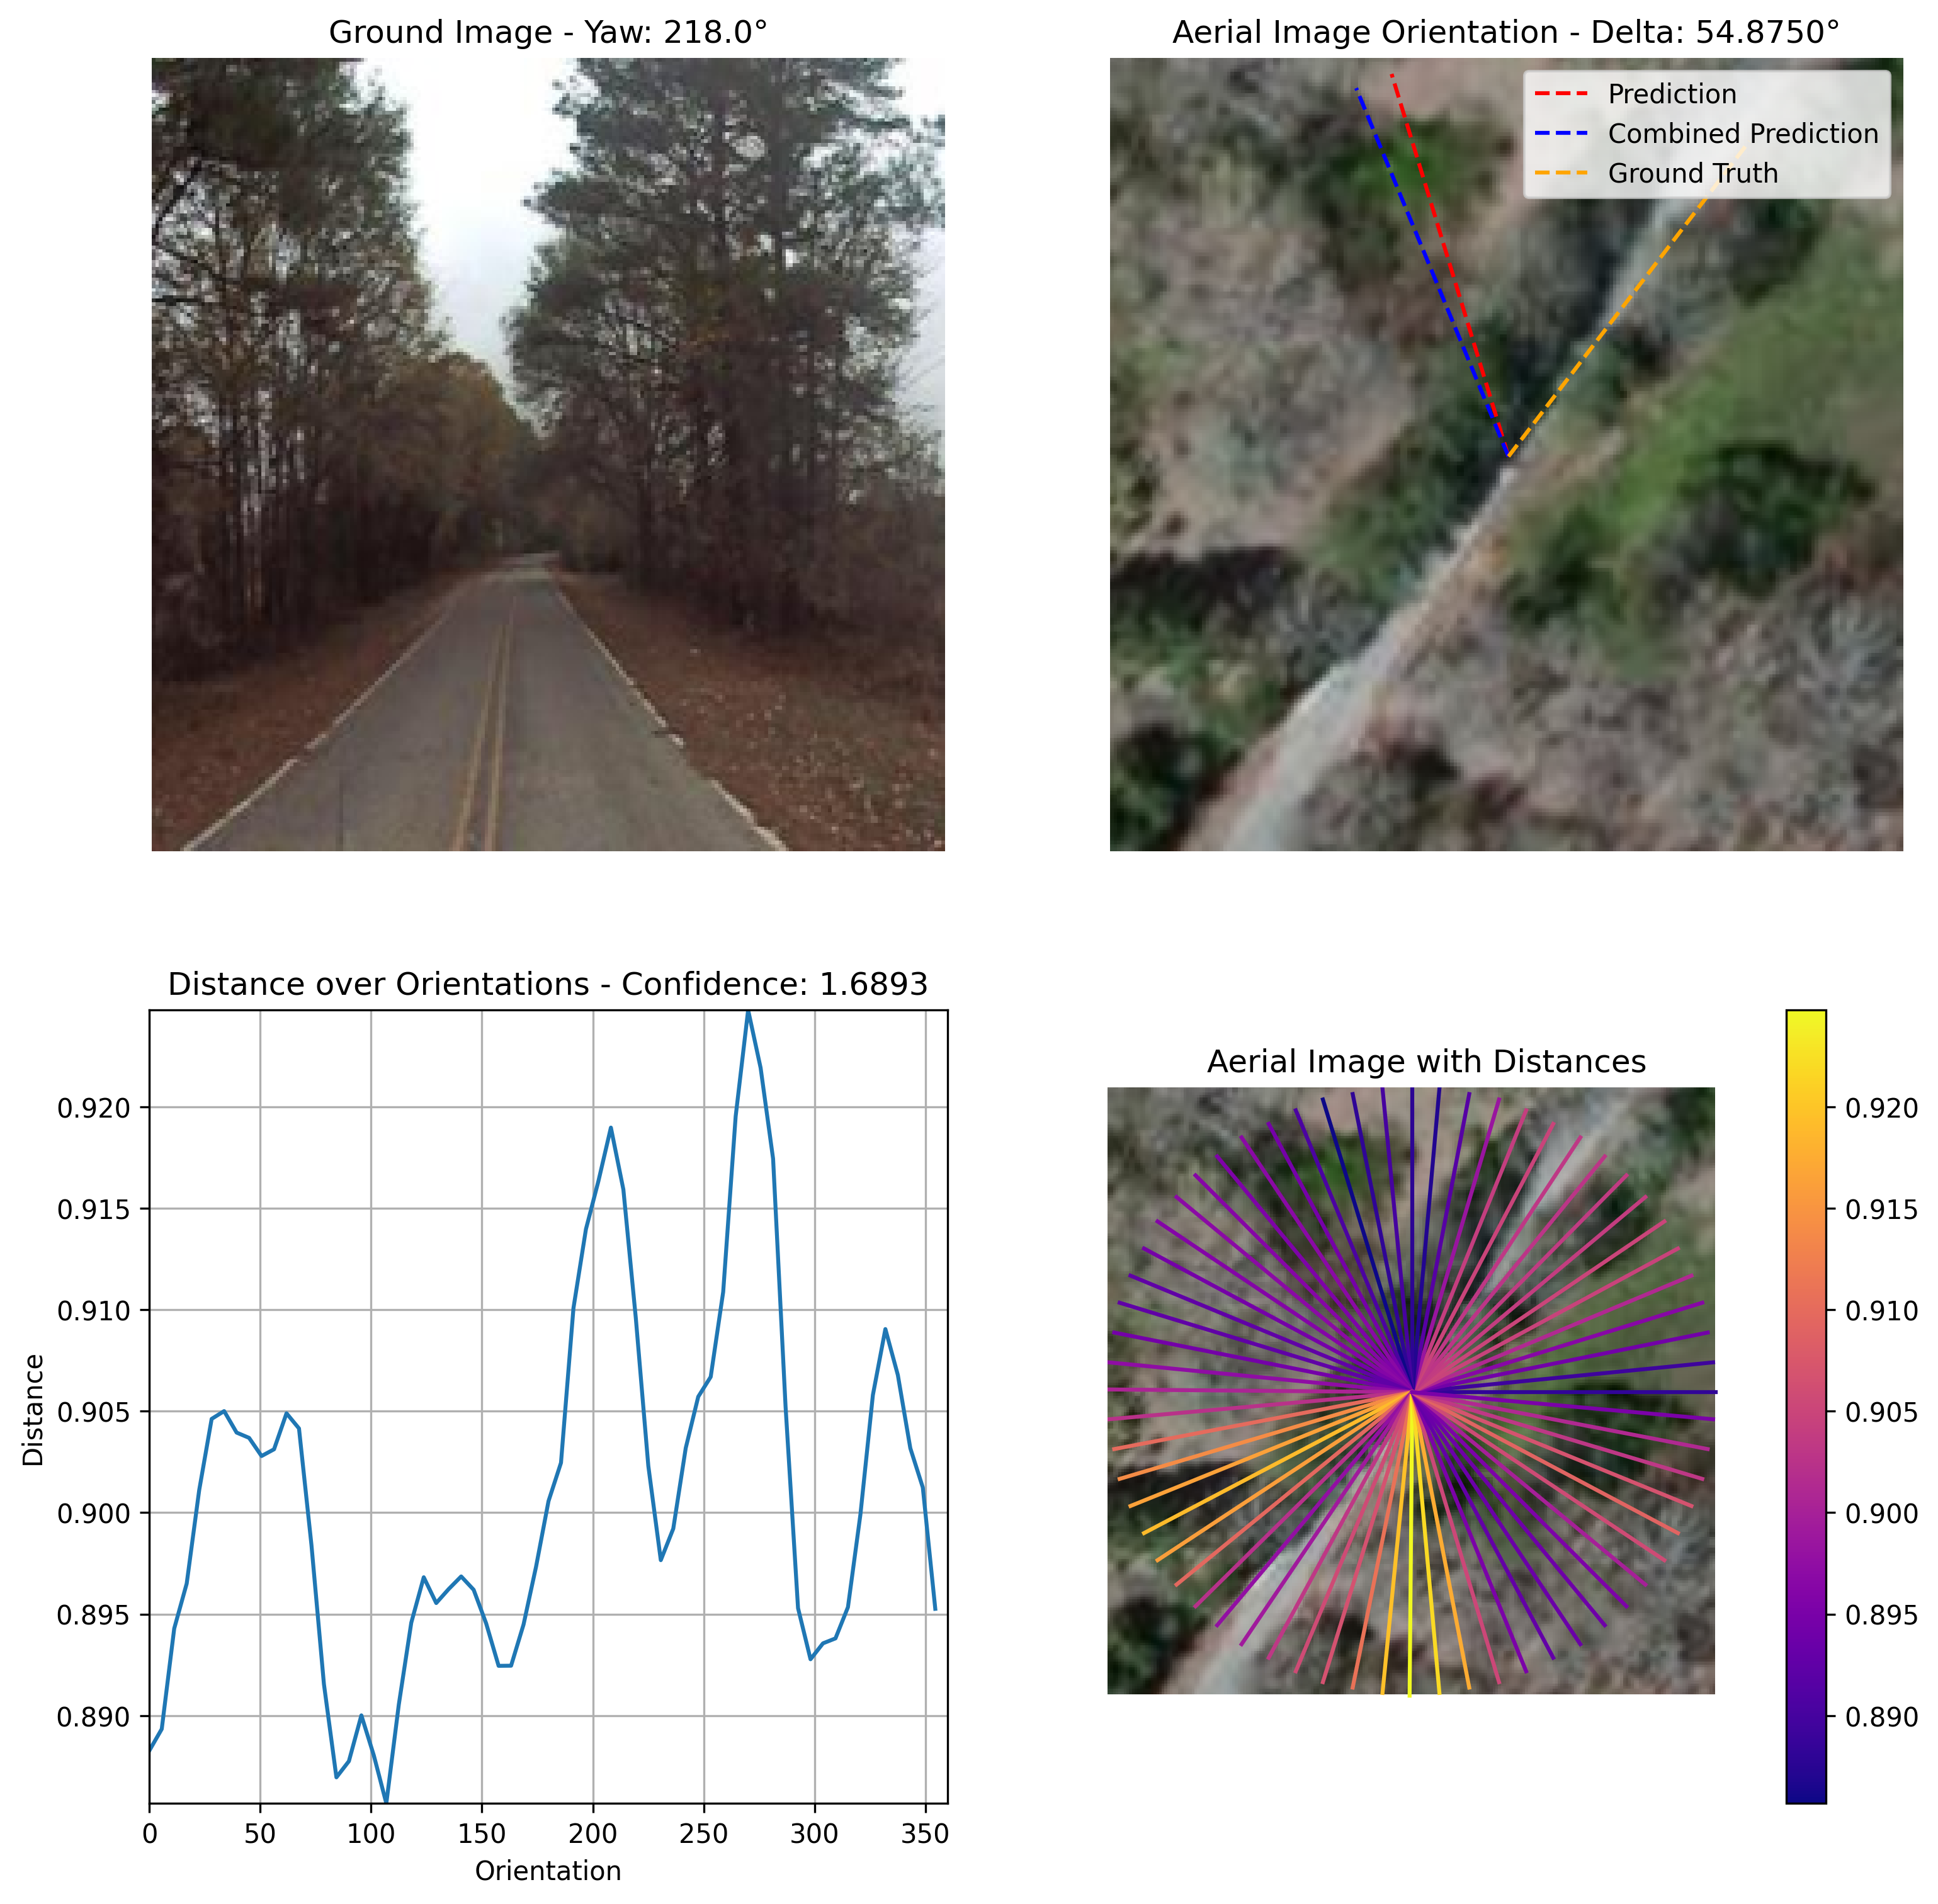 Ground Image - Yaw: 218.0°
Aerial Image Orientation - Delta: 54.8750°
Prediction
Combined Prediction
Ground Truth
Distance over Orientations - Confidence: 1.6893
0.920
0.915
0.910
0.905
0.900
0.895
0.890
Distance
0 50 100 150 200 250 300 350
Orientation
Aerial Image with Distances
0.920
0.915
0.910
0.905
0.900
0.895
0.890